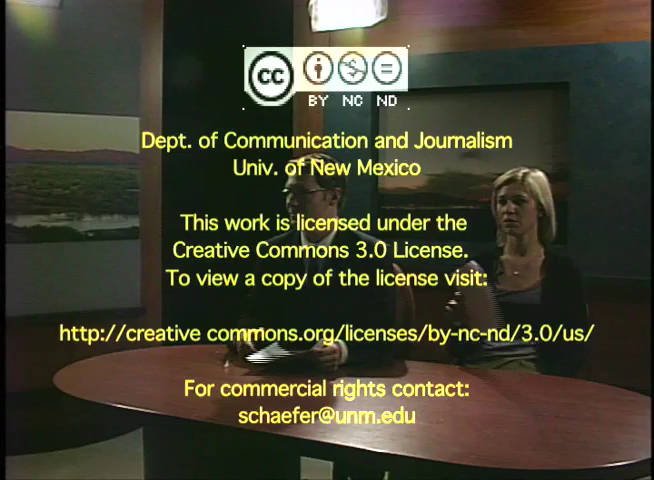 cc
BY NC ND
Dept. of Communication and Journalism
Univ. of New Mexico
This work is licensed under the
Creative Commons 3.0 License.
To view a copy of the license visit:
http://creative commons.org/licenses/by-nc-nd/3.0/us/
For commercial rights contact:
schaefer@unm.edu